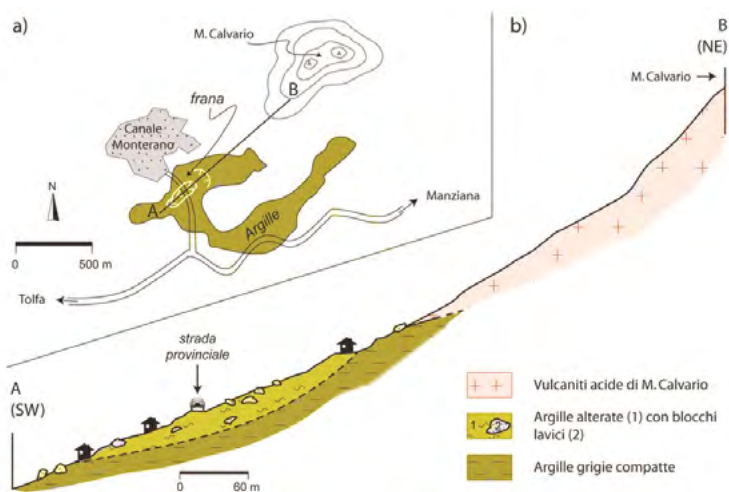 a)
M. Calvario
B
frana
Canale
Monterano
N
A
Argille
Manziana
0
500 m
Tolfa
b)
B
(NE)
M. Calvario
strada
provinciale
A
(SW)
0
60 m
Vulcaniti acide di M. Calvario
1
2
Argille alterate (1) con blocchi
lavici (2)
Argille grigie compatte